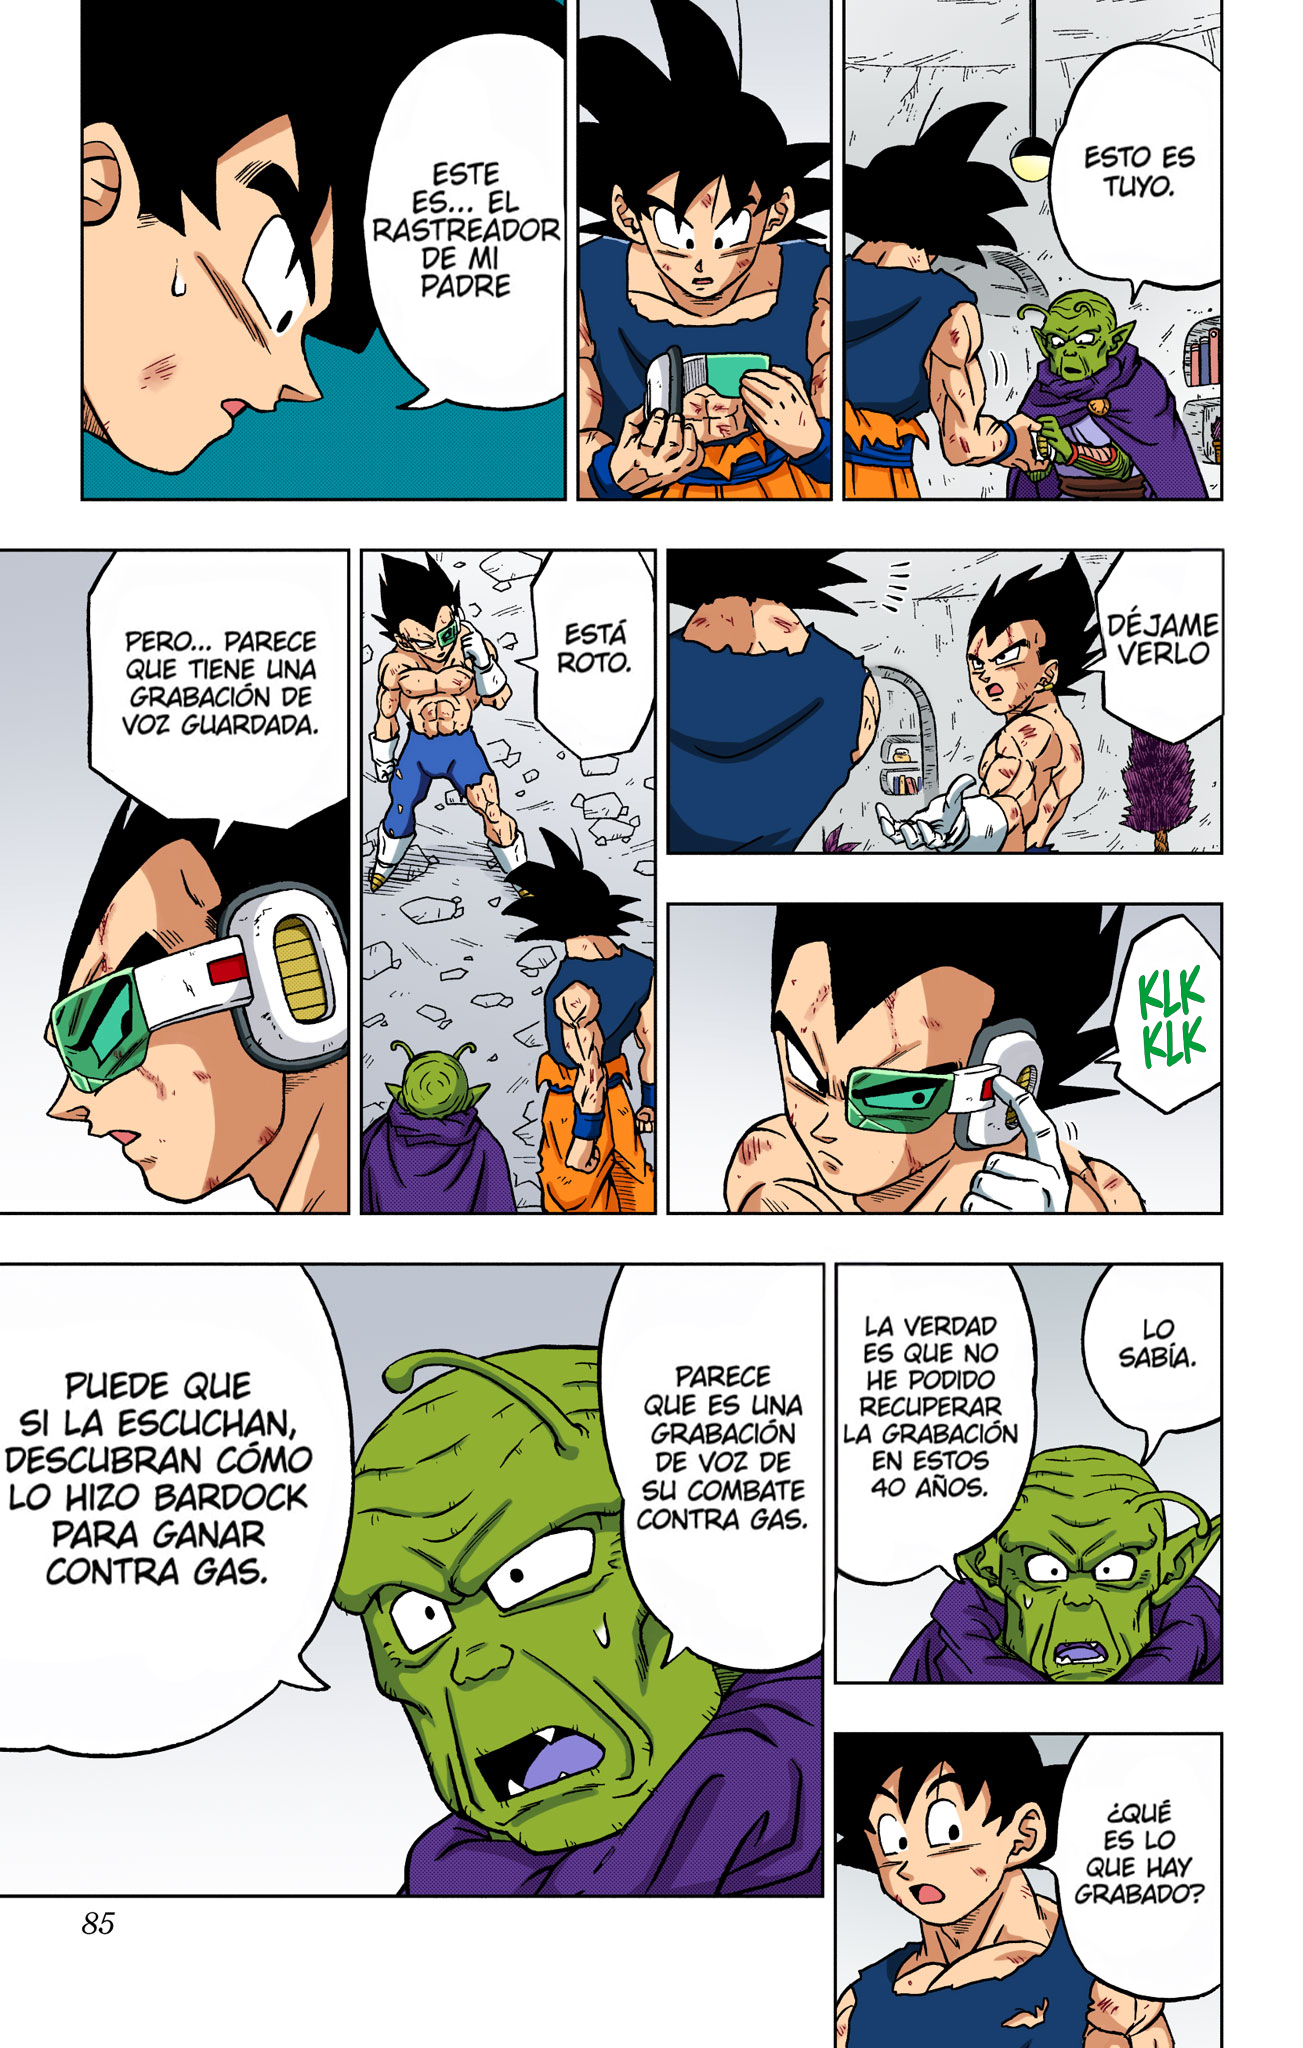 ESTO ES
TUYO.
ESTE
ES... EL
RASTREADOR
DE MI
PADRE
DÉJAME
VERLO
KLK
KLK
ESTÁ
ROTO.
PERO... PARECE
QUE TIENE UNA
GRABACIÓN DE
VOZ GUARDADA.
LO
SABÍA.
LA VERDAD
ES QUE NO
HE PODIDO
RECUPERAR
LA GRABACIÓN
EN ESTOS
40 AÑOS.
¿QUÉ
ES LO
QUE HAY
GRABADO?
PARECE
QUE ES UNA
GRABACIÓN
DE VOZ DE
SU COMBATE
CONTRA GAS.
PUEDE QUE
SI LA ESCUCHAN,
DESCUBRAN CÓMO
LO HIZO BARDOCK
PARA GANAR
CONTRA GAS.
85